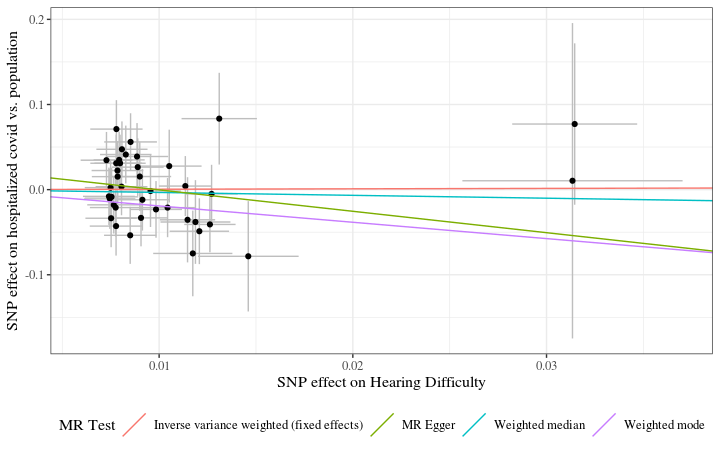 SNP effect on hospitalized covid vs. population
0.2
0.1
0.0
-0.1
0.01
0.02
0.03
SNP effect on Hearing Difficulty
MR Test
Inverse variance weighted (fixed effects)
MR Egger
Weighted median
Weighted mode